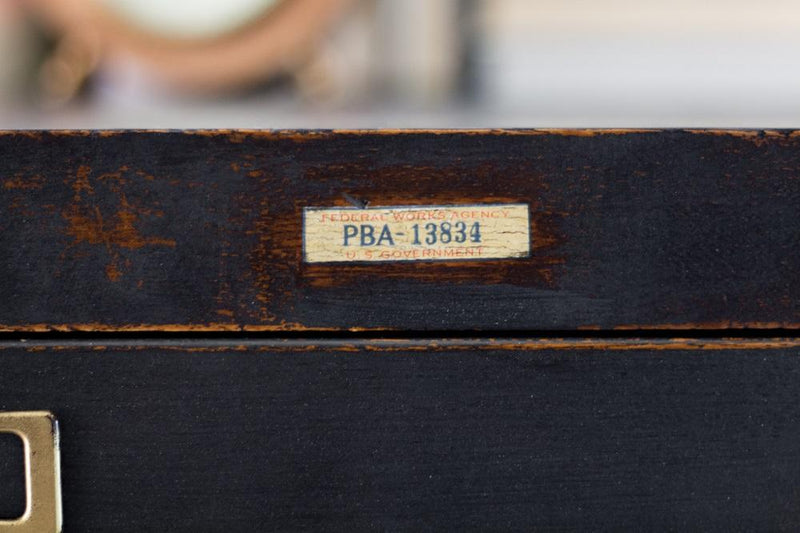 FEDERAL WORKS AGENCY
PBA-13834
U.S. GOVERNMENT